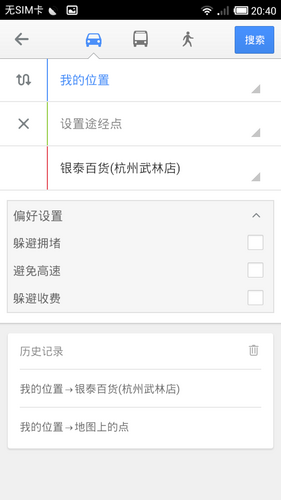 无SIM卡
20:40
搜索
我的位置
设置途经点
银泰百货(杭州武林店)
偏好设置
躲避拥堵
避免高速
躲避收费
历史记录
我的位置→银泰百货(杭州武林店)
我的位置→地图上的点